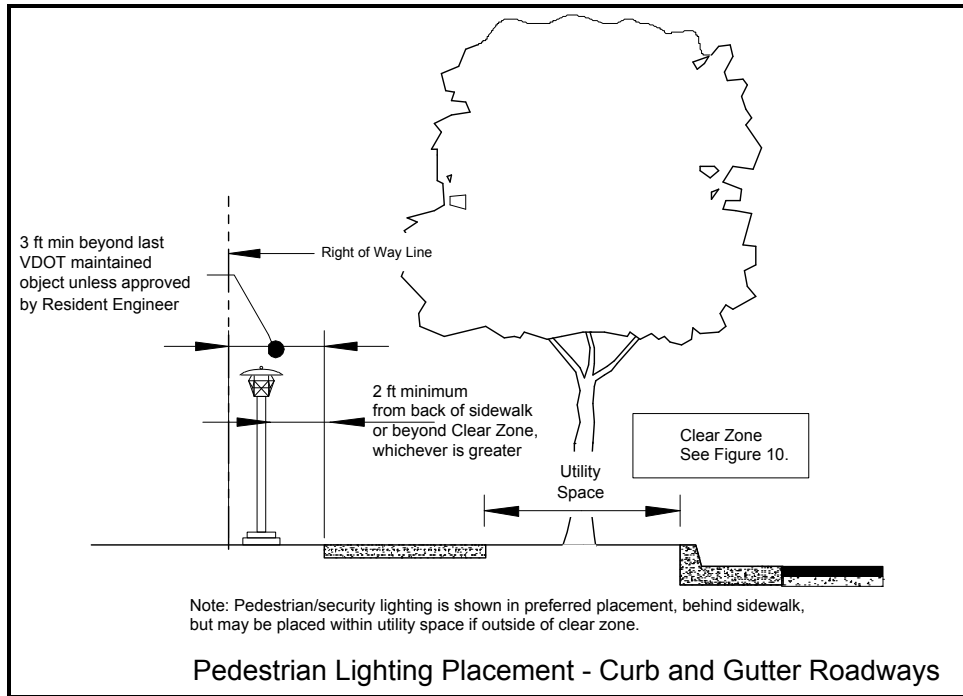 3 ft min beyond last
VDOT maintained
object unless approved
by Resident Engineer
Right of Way Line
2 ft minimum
from back of sidewalk
or beyond Clear Zone,
whichever is greater
Clear Zone
See Figure 10.
Utility
Space
Note: Pedestrian/security lighting is shown in preferred placement, behind sidewalk,
but may be placed within utility space if outside of clear zone.
Pedestrian Lighting Placement - Curb and Gutter Roadways